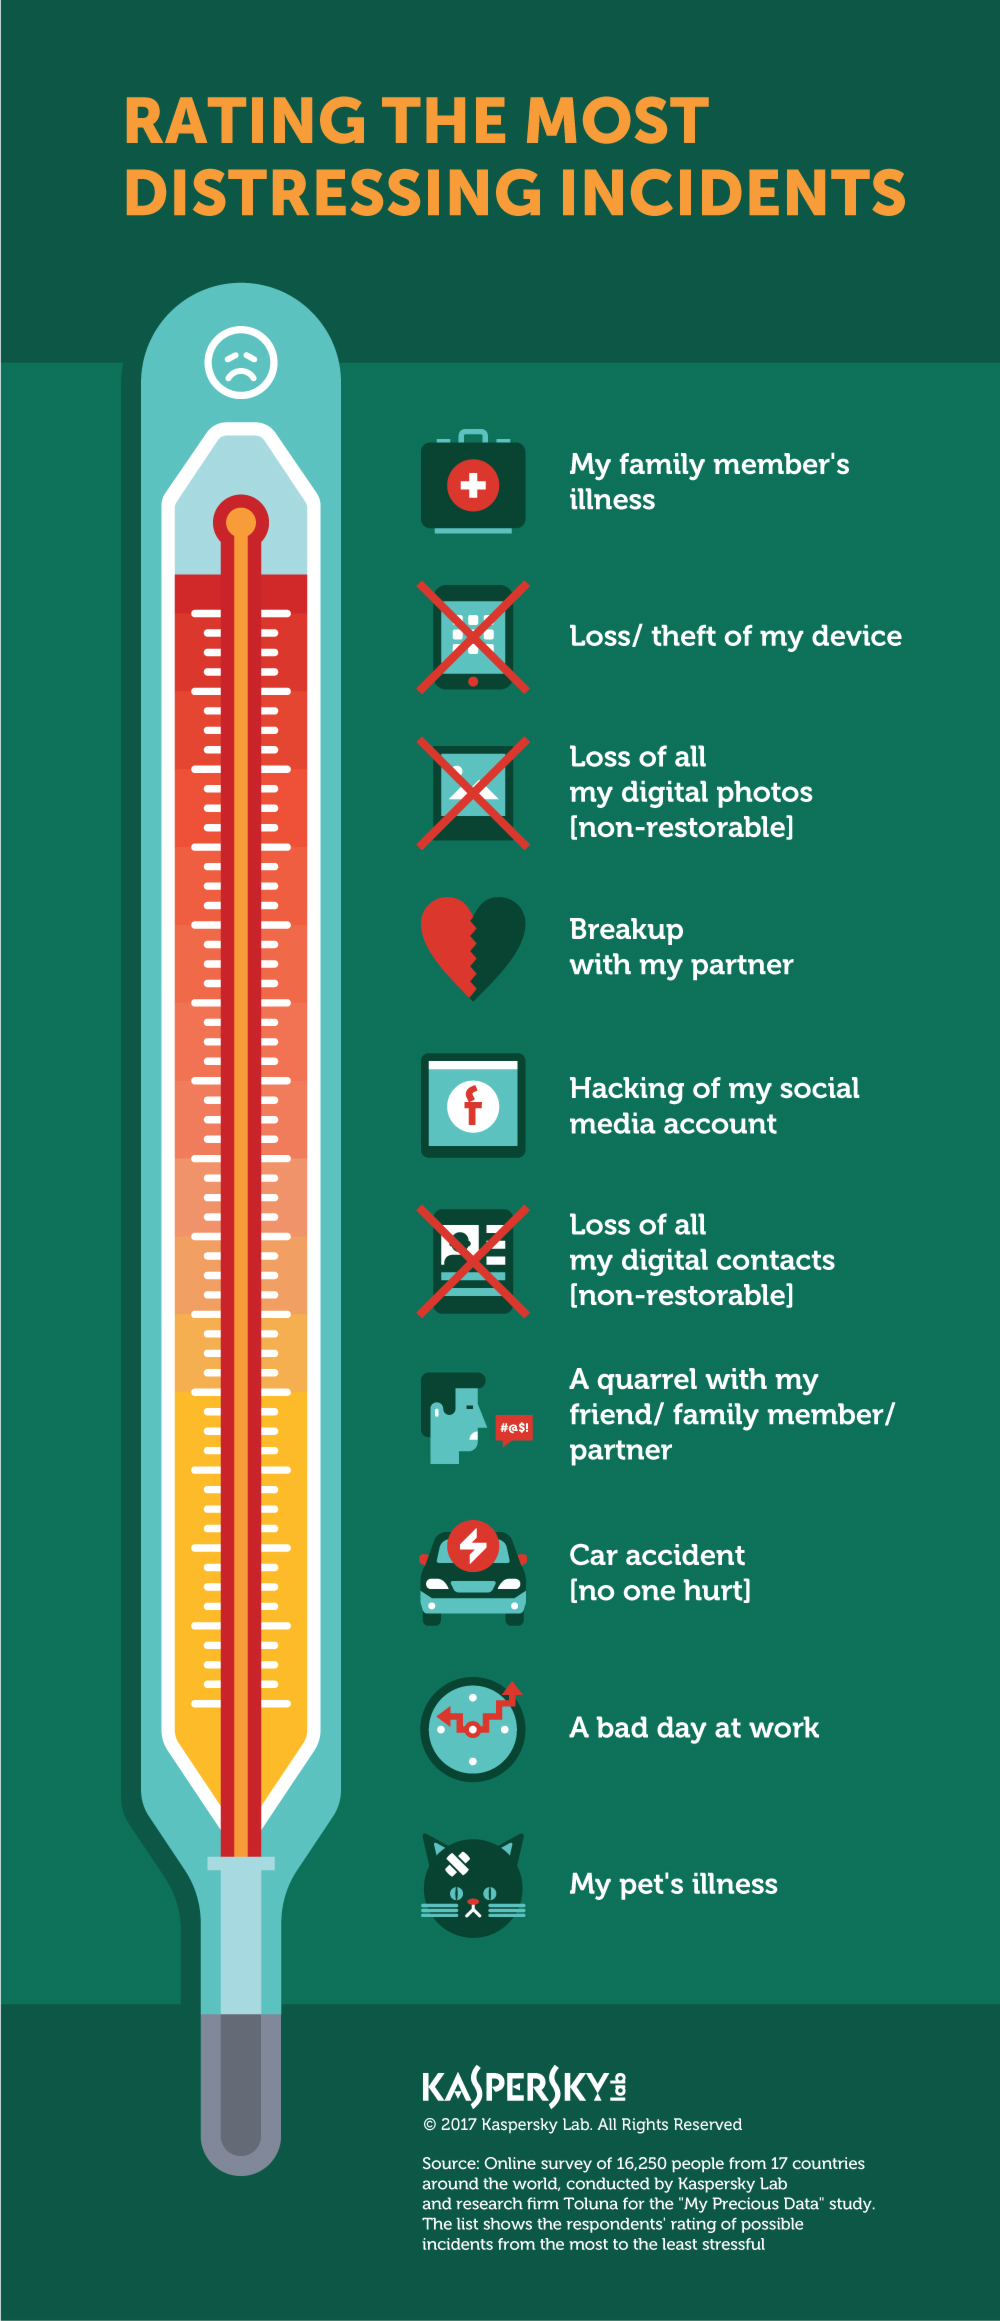 RATING THE MOST
DISTRESSING INCIDENTS
My family member's
illness
Loss/ theft of my device
Loss of all
my digital photos
[non-restorable]
Breakup
with my partner
f
Hacking of my social
media account
Loss of all
my digital contacts
[non-restorable]
#@$!
A quarrel with my
friend/ family member/
partner
Car accident
[no one hurt]
A bad day at work
My pet's illness
KASPERSKY lab
© 2017 Kaspersky Lab. All Rights Reserved
Source: Online survey of 16,250 people from 17 countries
around the world, conducted by Kaspersky Lab
and research firm Toluna for the "My Precious Data" study.
The list shows the respondents' rating of possible
incidents from the most to the least stressful